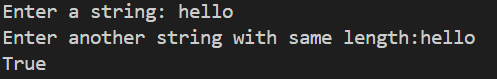 Enter a string: hello
Enter another string with same length:hello
True